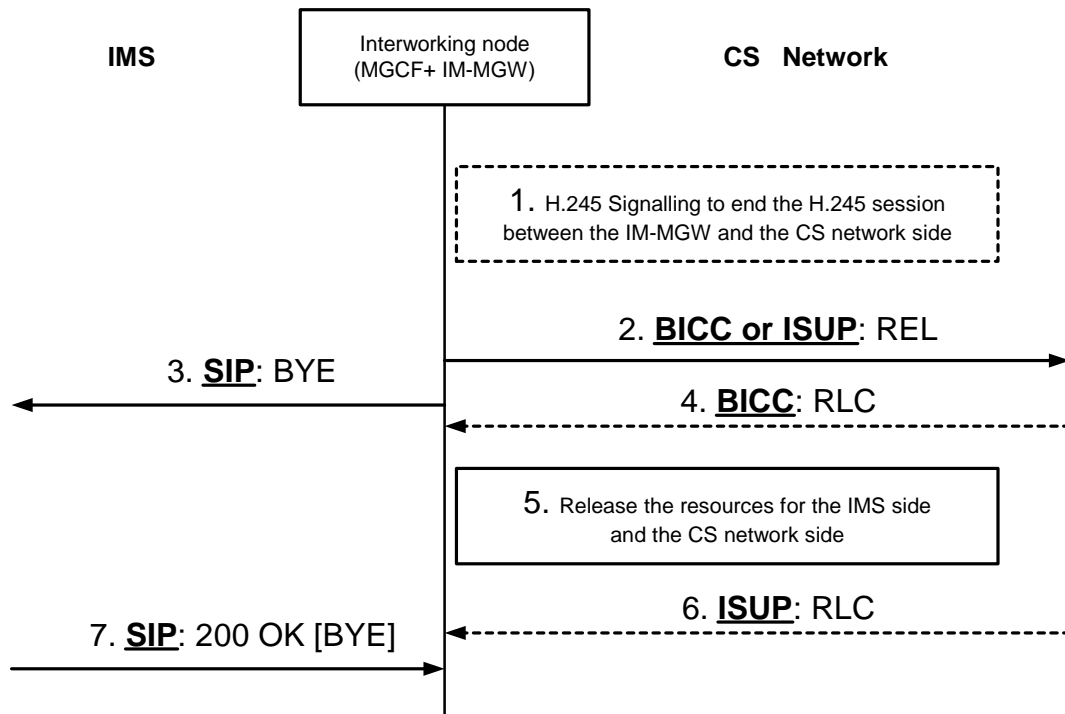 IMS
Interworking node
(MGCF+ IM-MGW)
CS Network
1. H.245 Signalling to end the H.245 session
between the IM-MGW and the CS network side
2. BICC or ISUP: REL
3. SIP: BYE
4. BICC: RLC
5. Release the resources for the IMS side
and the CS network side
6. ISUP: RLC
7. SIP: 200 OK [BYE]